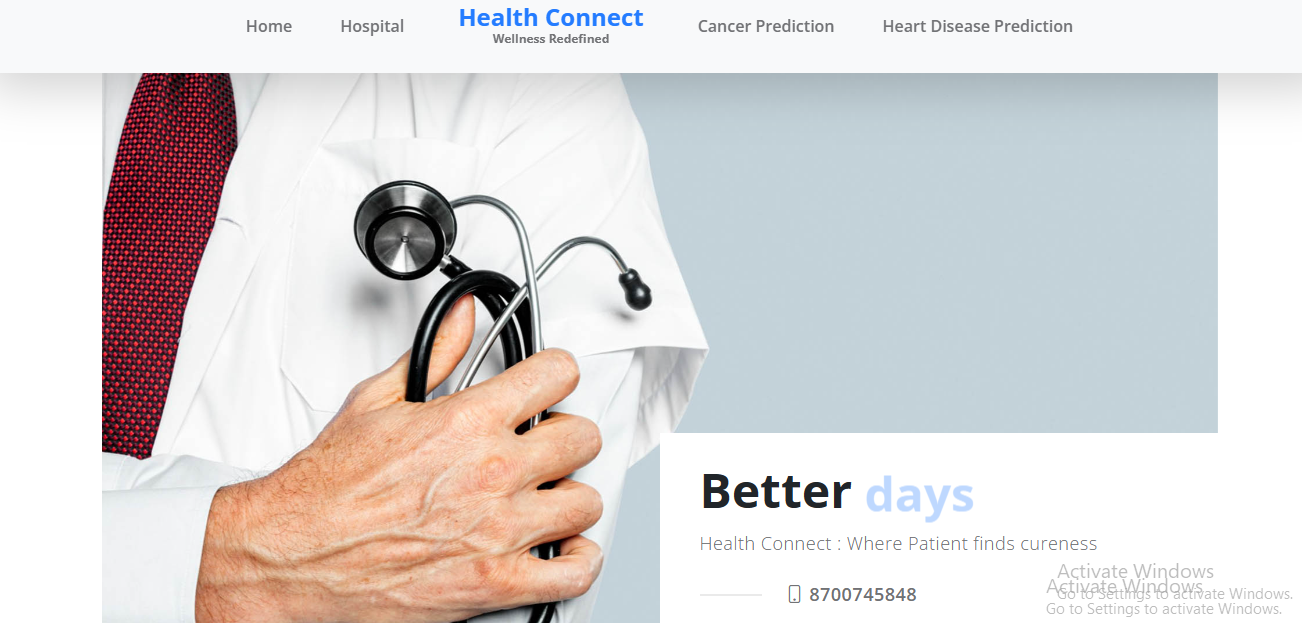 Home
Hospital
Health Connect
Wellness Redefined
Cancer Prediction
Heart Disease Prediction
Better days
Health Connect : Where Patient finds cureness
8700745848
Activate Windows
Activate Windows
Go to Settings to activate Windows.
Go to Settings to activate Windows.